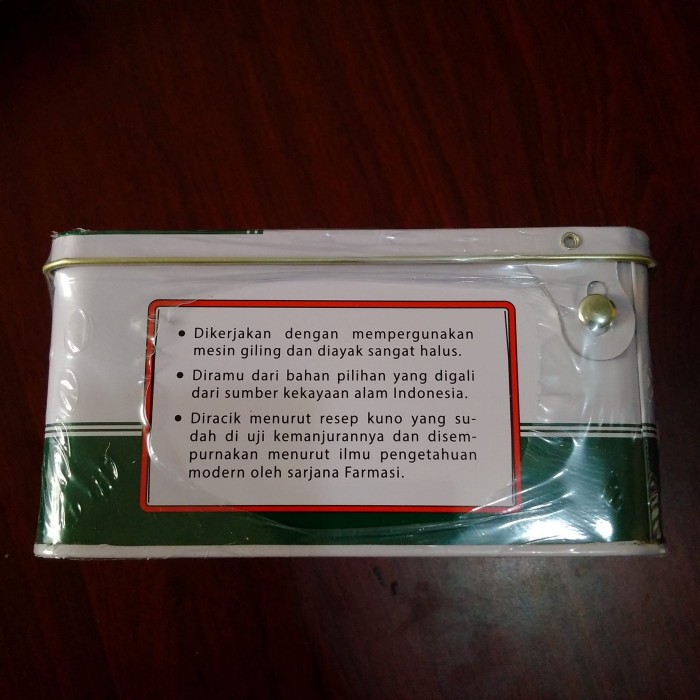 • Dikerjakan dengan mempergunakan
mesin giling dan diayak sangat halus.
• Diramu dari bahan pilihan yang digali
dari sumber kekayaan alam Indonesia.
• Diracik menurut resep kuno yang su-
dah di uji kemanjurannya dan disem-
purnakan menurut ilmu pengetahuan
modern oleh sarjana Farmasi.